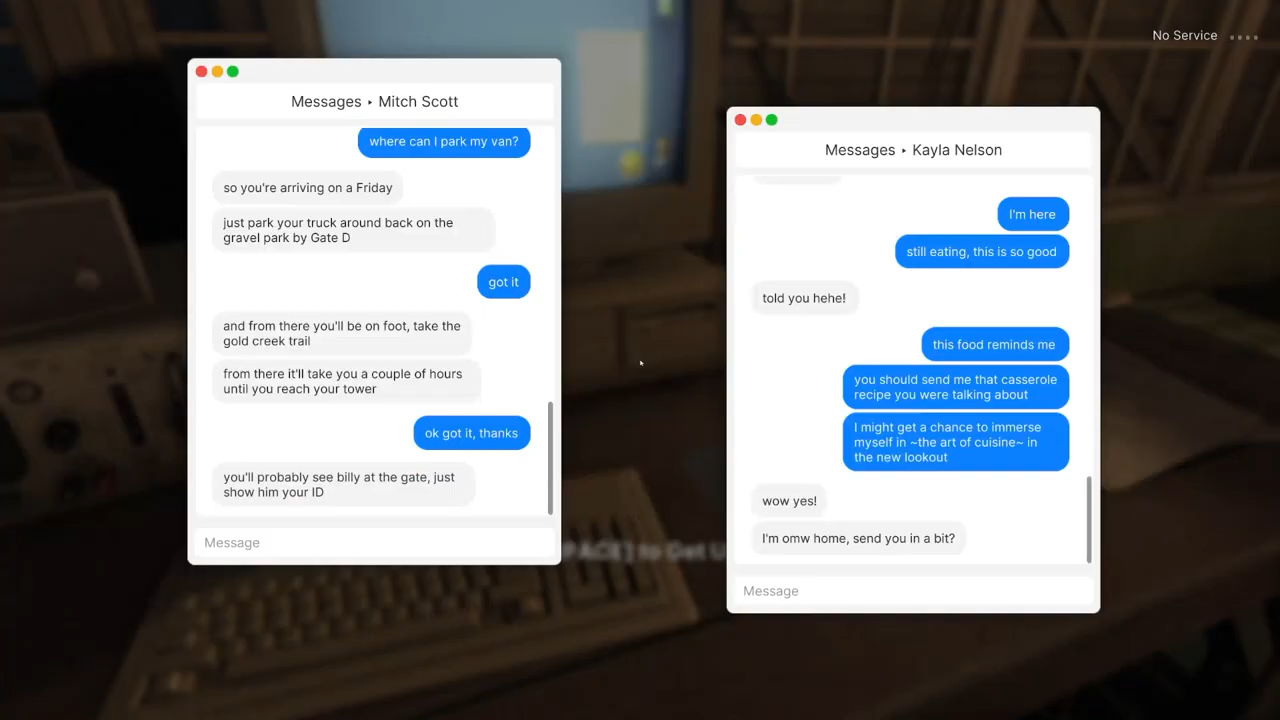 No Service
Messages ▸ Mitch Scott
where can I park my van?
so you're arriving on a Friday
just park your truck around back on the
gravel park by Gate D
got it
and from there you'll be on foot, take the
gold creek trail
from there it'll take you a couple of hours
until you reach your tower
ok got it, thanks
you'll probably see billy at the gate, just
show him your ID
Message
Messages ▸ Kayla Nelson
I'm here
still eating, this is so good
told you hehe!
this food reminds me
you should send me that casserole
recipe you were talking about
I might get a chance to immerse
myself in ~the art of cuisine~ in
the new lookout
wow yes!
I'm omw home, send you in a bit?
Message
to Get